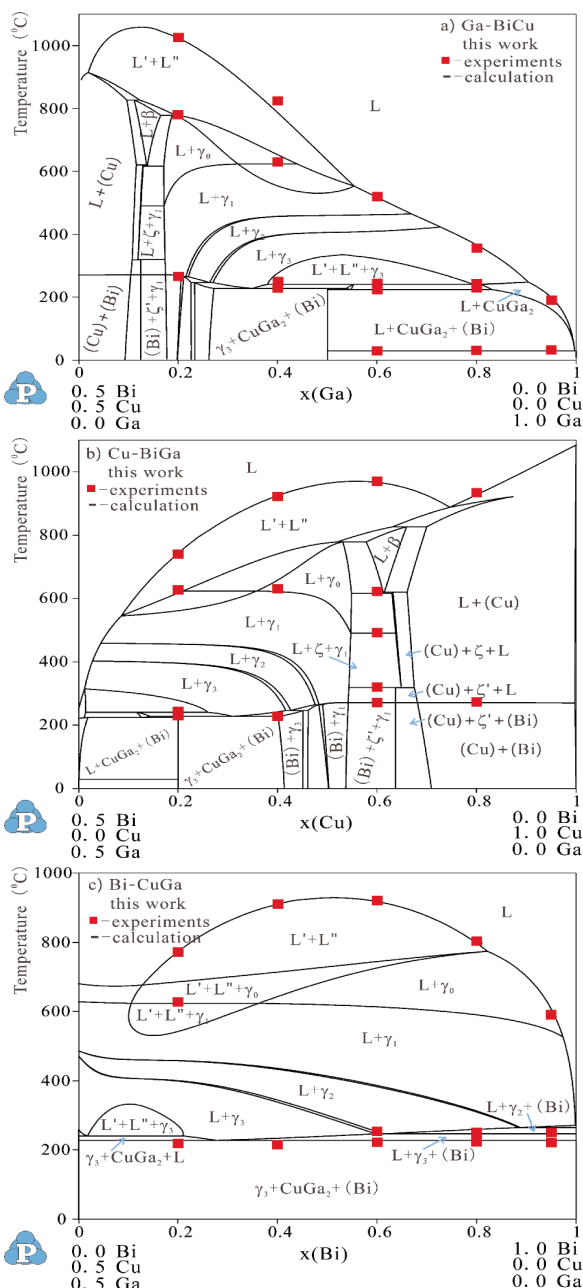 Temperature (⁰C)
1000
800
600
400
200
0
a) Ga-BiCu
this work
-experiments
-calculation
L'+L"
L
L+β
L+γ₀
L+(Cu)
L+γ₁
L+ζ+γ₁
L+γ₂
L+γ₃
L'+L"+γ₃
L+CuGa₂
(Cu)+(Bi)
(Bi)+ζ'+γ₁
γ₃+CuGa₂+(Bi)
L+CuGa₂+(Bi)
0 0.2 0.4 0.6 0.8 1
x(Ga)
P
0.5 Bi
0.5 Cu
0.0 Ga
0.0 Bi
0.0 Cu
1.0 Ga
Temperature (⁰C)
1000
800
600
400
200
0
b) Cu-BiGa
this work
-experiments
-calculation
L
L'+L"
L+β
L+γ₀
L+γ₁
L+(Cu)
L+ζ+γ₁
(Cu)+ζ+L
L+γ₂
L+γ₃
(Cu)+ζ'+L
(Cu)+ζ'+(Bi)
(Cu)+(Bi)
L+CuGa₂+(Bi)
γ₃+CuGa₂+(Bi)
(Bi)+γ₃
(Bi)+γ₁
(Bi)+ζ'+γ₁
0 0.2 0.4 0.6 0.8 1
x(Cu)
P
0.5 Bi
0.0 Cu
0.5 Ga
0.0 Bi
1.0 Cu
0.0 Ga
Temperature (⁰C)
1000
800
600
400
200
0
c) Bi-CuGa
this work
-experiments
-calculation
L
L'+L"
L'+L"+γ₀
L+γ₀
L'+L"+γ₁
L+γ₁
L+γ₂
L+γ₂+(Bi)
L'+L"+γ₃
L+γ₃
γ₃+CuGa₂+L
L+γ₃+(Bi)
γ₃+CuGa₂+(Bi)
0 0.2 0.4 0.6 0.8 1
x(Bi)
P
0.0 Bi
0.5 Cu
0.5 Ga
1.0 Bi
0.0 Cu
0.0 Ga